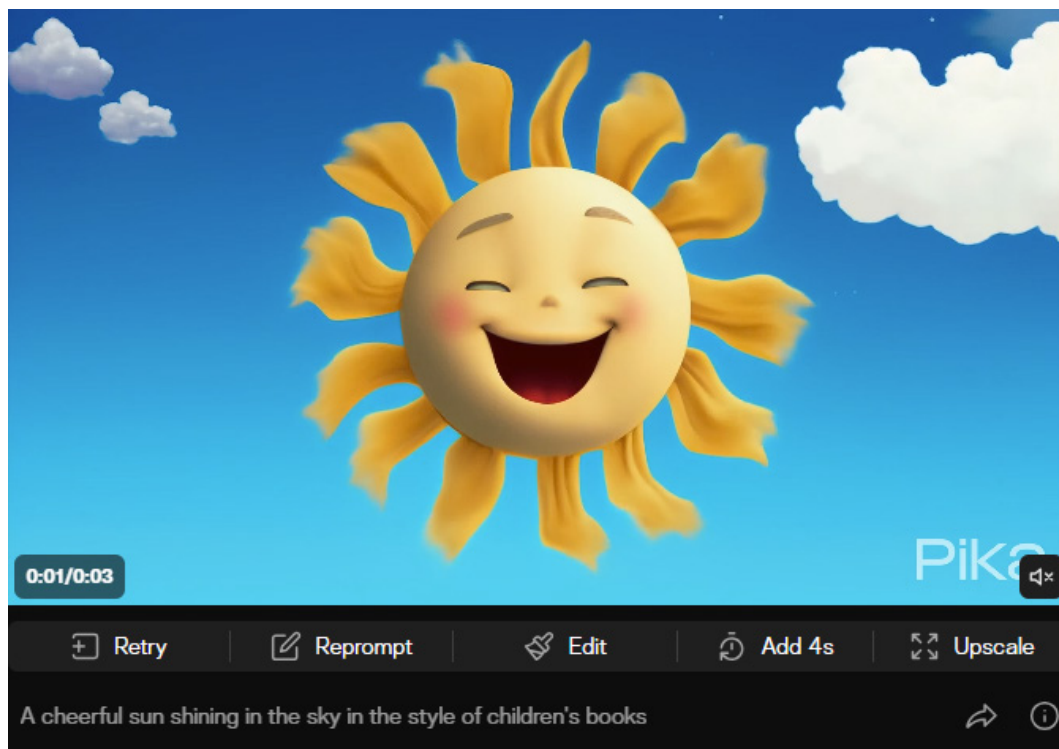 Pika
0:01/0:03
Retry Reprompt Edit Add 4s Upscale
A cheerful sun shining in the sky in the style of children's books